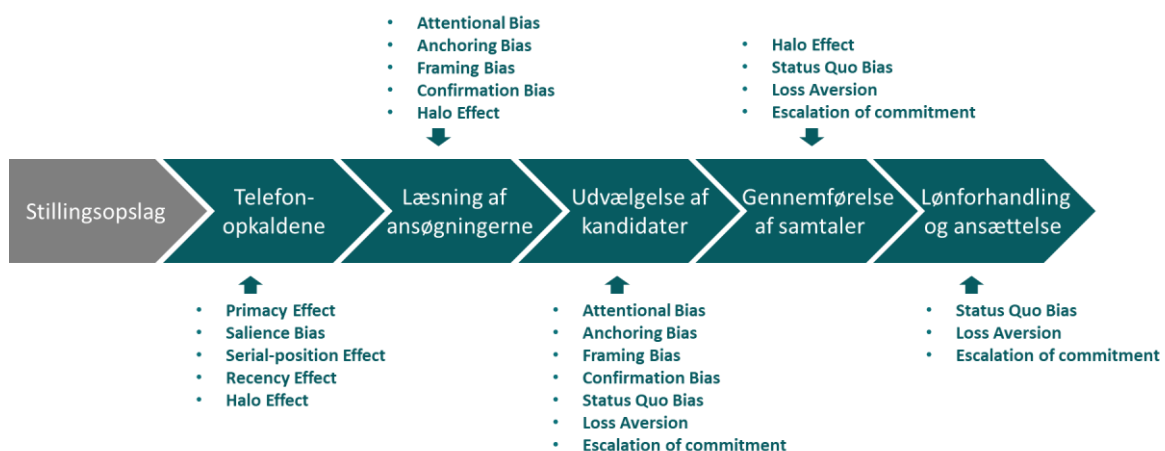 • Attentional Bias
• Anchoring Bias
• Framing Bias
• Confirmation Bias
• Halo Effect
• Halo Effect
• Status Quo Bias
• Loss Aversion
• Escalation of commitment
Stillingsopslag
Telefon-
opkaldene
Læsning af
ansøgningerne
Udvælgelse af
kandidater
Gennemførelse
af samtaler
Lønforhandling
og ansættelse
• Primacy Effect
• Salience Bias
• Serial-position Effect
• Recency Effect
• Halo Effect
• Attentional Bias
• Anchoring Bias
• Framing Bias
• Confirmation Bias
• Status Quo Bias
• Loss Aversion
• Escalation of commitment
• Status Quo Bias
• Loss Aversion
• Escalation of commitment